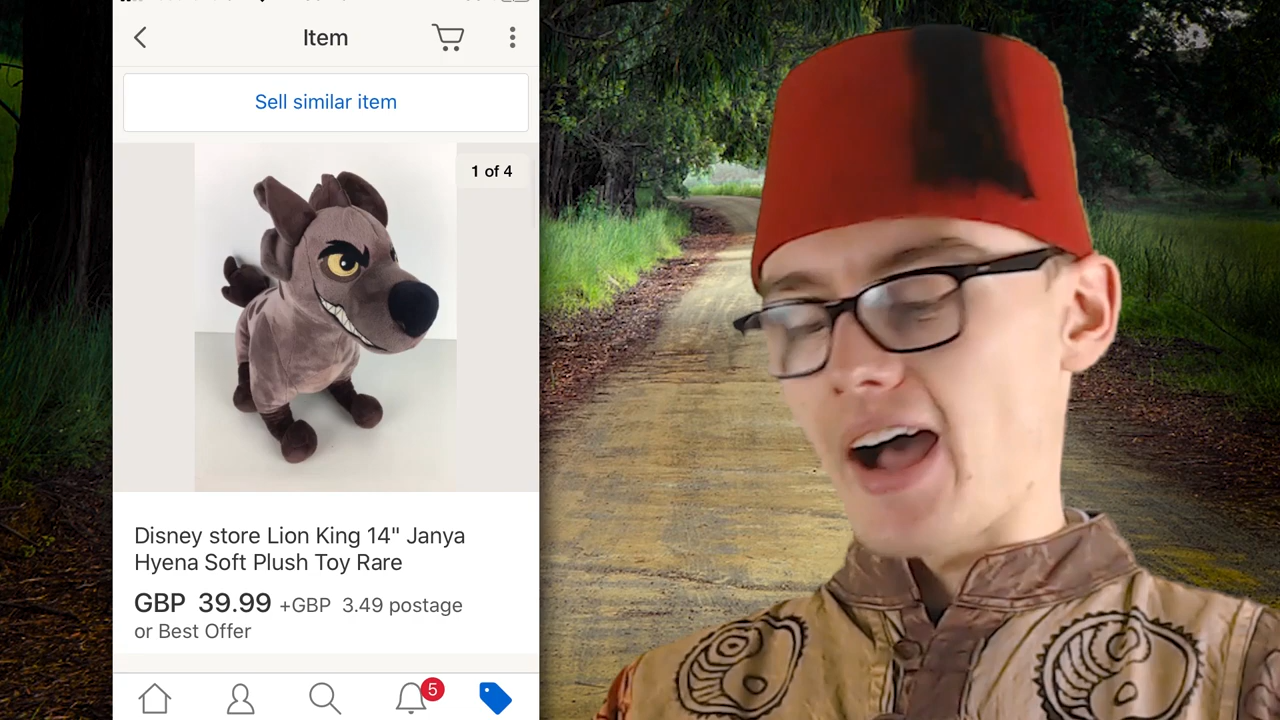 Item
Sell similar item
1 of 4
Disney store Lion King 14" Janya
Hyena Soft Plush Toy Rare
GBP 39.99 +GBP 3.49 postage
or Best Offer
5